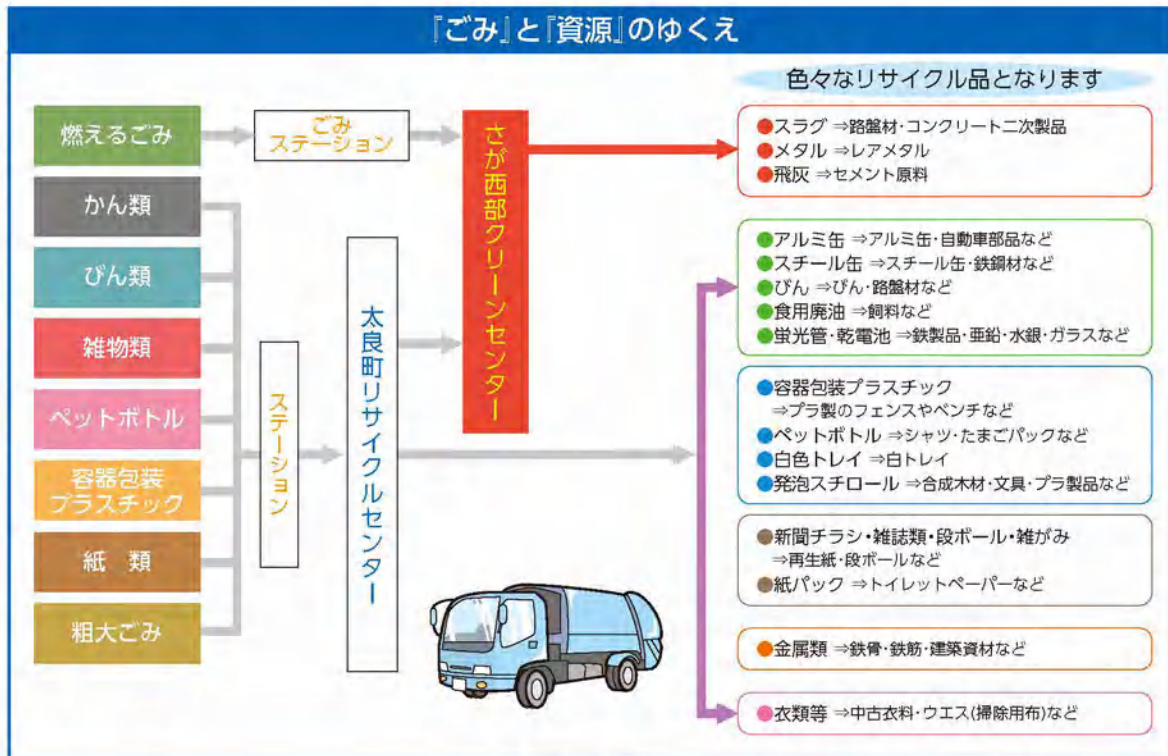 『ごみ』と『資源』のゆくえ
色々なリサイクル品となります
燃えるごみ
かん類
びん類
雑物類
ペットボトル
容器包装
プラスチック
紙　類
粗大ごみ
ごみ
ステーション
ステーション
太良町リサイクルセンター
さが西部クリーンセンター
●スラグ ⇒路盤材・コンクリート二次製品
●メタル ⇒レアメタル
●飛灰 ⇒セメント原料
●アルミ缶 ⇒アルミ缶・自動車部品など
●スチール缶 ⇒スチール缶・鉄鋼材など
●びん ⇒びん・路盤材など
●食用廃油 ⇒飼料など
●蛍光管・乾電池 ⇒鉄製品・亜鉛・水銀・ガラスなど
●容器包装プラスチック
⇒プラ製のフェンスやベンチなど
●ペットボトル ⇒シャツ・たまごパックなど
●白色トレイ ⇒白トレイ
●発泡スチロール ⇒合成木材・文具・プラ製品など
●新聞チラシ・雑誌類・段ボール・雑がみ
⇒再生紙・段ボールなど
●紙パック ⇒トイレットペーパーなど
●金属類 ⇒鉄骨・鉄筋・建築資材など
●衣類等 ⇒中古衣料・ウエス(掃除用布)など